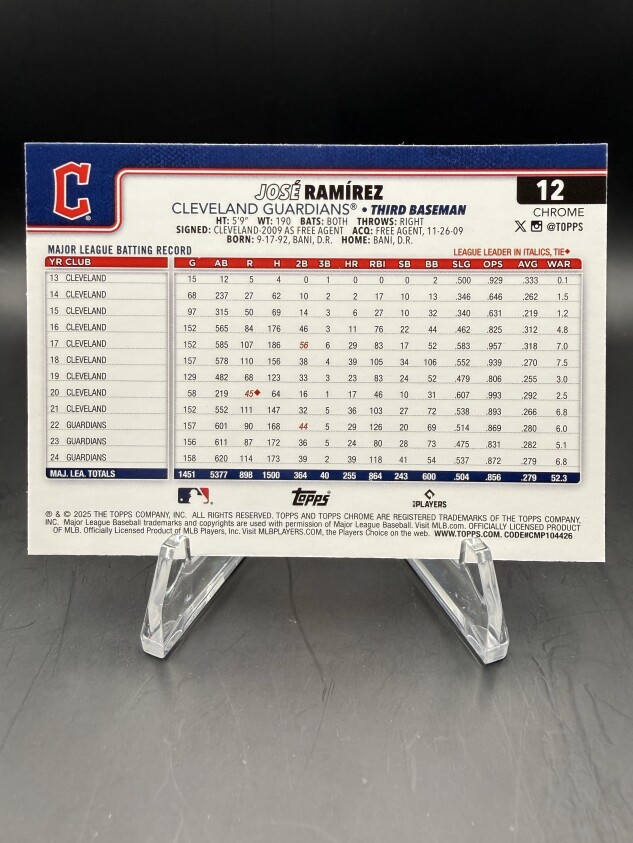 C
JOSÉ RAMÍREZ
12
CLEVELAND GUARDIANS® • THIRD BASEMAN
CHROME
HT: 5'9" WT: 190 BATS: BOTH THROWS: RIGHT
@TOPPS
SIGNED: CLEVELAND-2009 AS FREE AGENT ACQ: FREE AGENT, 11-26-09
BORN: 9-17-92, BANI, D.R. HOME: BANI, D.R.
MAJOR LEAGUE BATTING RECORD
LEAGUE LEADER IN ITALICS, TIE♦
YR CLUB G AB R H 2B 3B HR RBI SB BB SLG OPS AVG WAR
13 CLEVELAND 15 12 5 4 0 1 0 0 0 2 .500 .929 .333 0.1
14 CLEVELAND 68 237 27 62 10 2 2 17 10 13 .346 .646 .262 1.5
15 CLEVELAND 97 315 50 69 14 3 6 27 10 32 .340 .631 .219 1.2
16 CLEVELAND 152 565 84 176 46 3 11 76 22 44 .462 .825 .312 4.8
17 CLEVELAND 152 585 107 186 56 6 29 83 17 52 .583 .957 .318 7.0
18 CLEVELAND 157 578 110 156 38 4 39 105 34 106 .552 .939 .270 7.5
19 CLEVELAND 129 482 68 123 33 3 23 83 24 52 .479 .806 .255 3.0
20 CLEVELAND 58 219 45♦ 64 16 1 17 46 10 31 .607 .993 .292 2.5
21 CLEVELAND 152 552 111 147 32 5 36 103 27 72 .538 .893 .266 6.8
22 GUARDIANS 157 601 90 168 44 5 29 126 20 69 .514 .869 .280 6.0
23 GUARDIANS 156 611 87 172 36 5 24 80 28 73 .475 .831 .282 5.1
24 GUARDIANS 158 620 114 173 39 2 39 118 41 54 .537 .872 .279 6.8
MAJ. LEA. TOTALS 1451 5377 898 1500 364 40 255 864 243 600 .504 .856 .279 52.3
Topps®
MLB PLAYERS
® & © 2025 THE TOPPS COMPANY, INC. ALL RIGHTS RESERVED. TOPPS AND TOPPS CHROME ARE REGISTERED TRADEMARKS OF THE TOPPS COMPANY,
INC. Major League Baseball trademarks and copyrights are used with permission of Major League Baseball. Visit MLB.com. OFFICIALLY LICENSED PRODUCT
OF MLB. Officially Licensed Product of MLB Players, Inc. Visit MLBPLAYERS.COM, the Players Choice on the web. WWW.TOPPS.COM. CODE#CMP104426